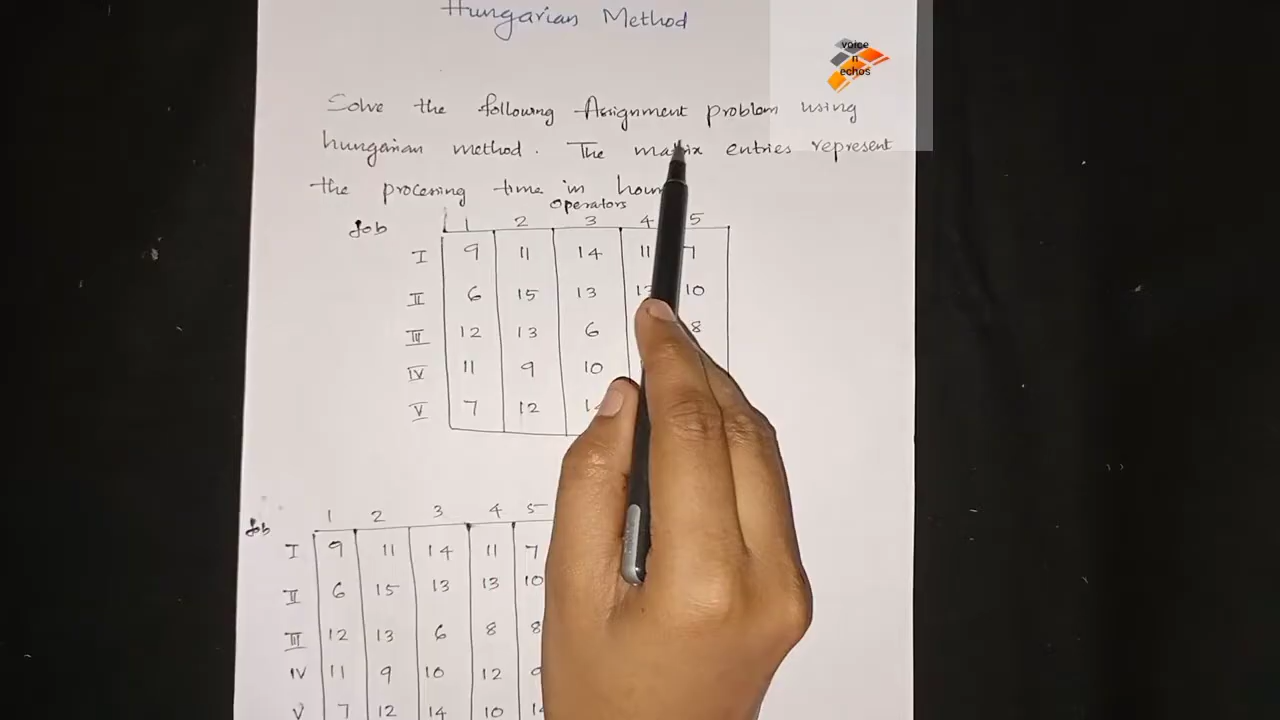 Hungarian Method
voice
n
echos
Solve the following Assignment problem using
hungarian method. The matrix entries represent
the processing time in
Operators
Job 1 2 3 4 5
I 9 11 14 11 7
II 6 15 13 13 10
III 12 13 6 8
IV 11 9 10
V 7 12
Job 1 2 3 4 5
I 9 11 14 11 7
II 6 15 13 13 10
III 12 13 6 8 8
IV 11 9 10 12 9
V 7 12 14 10